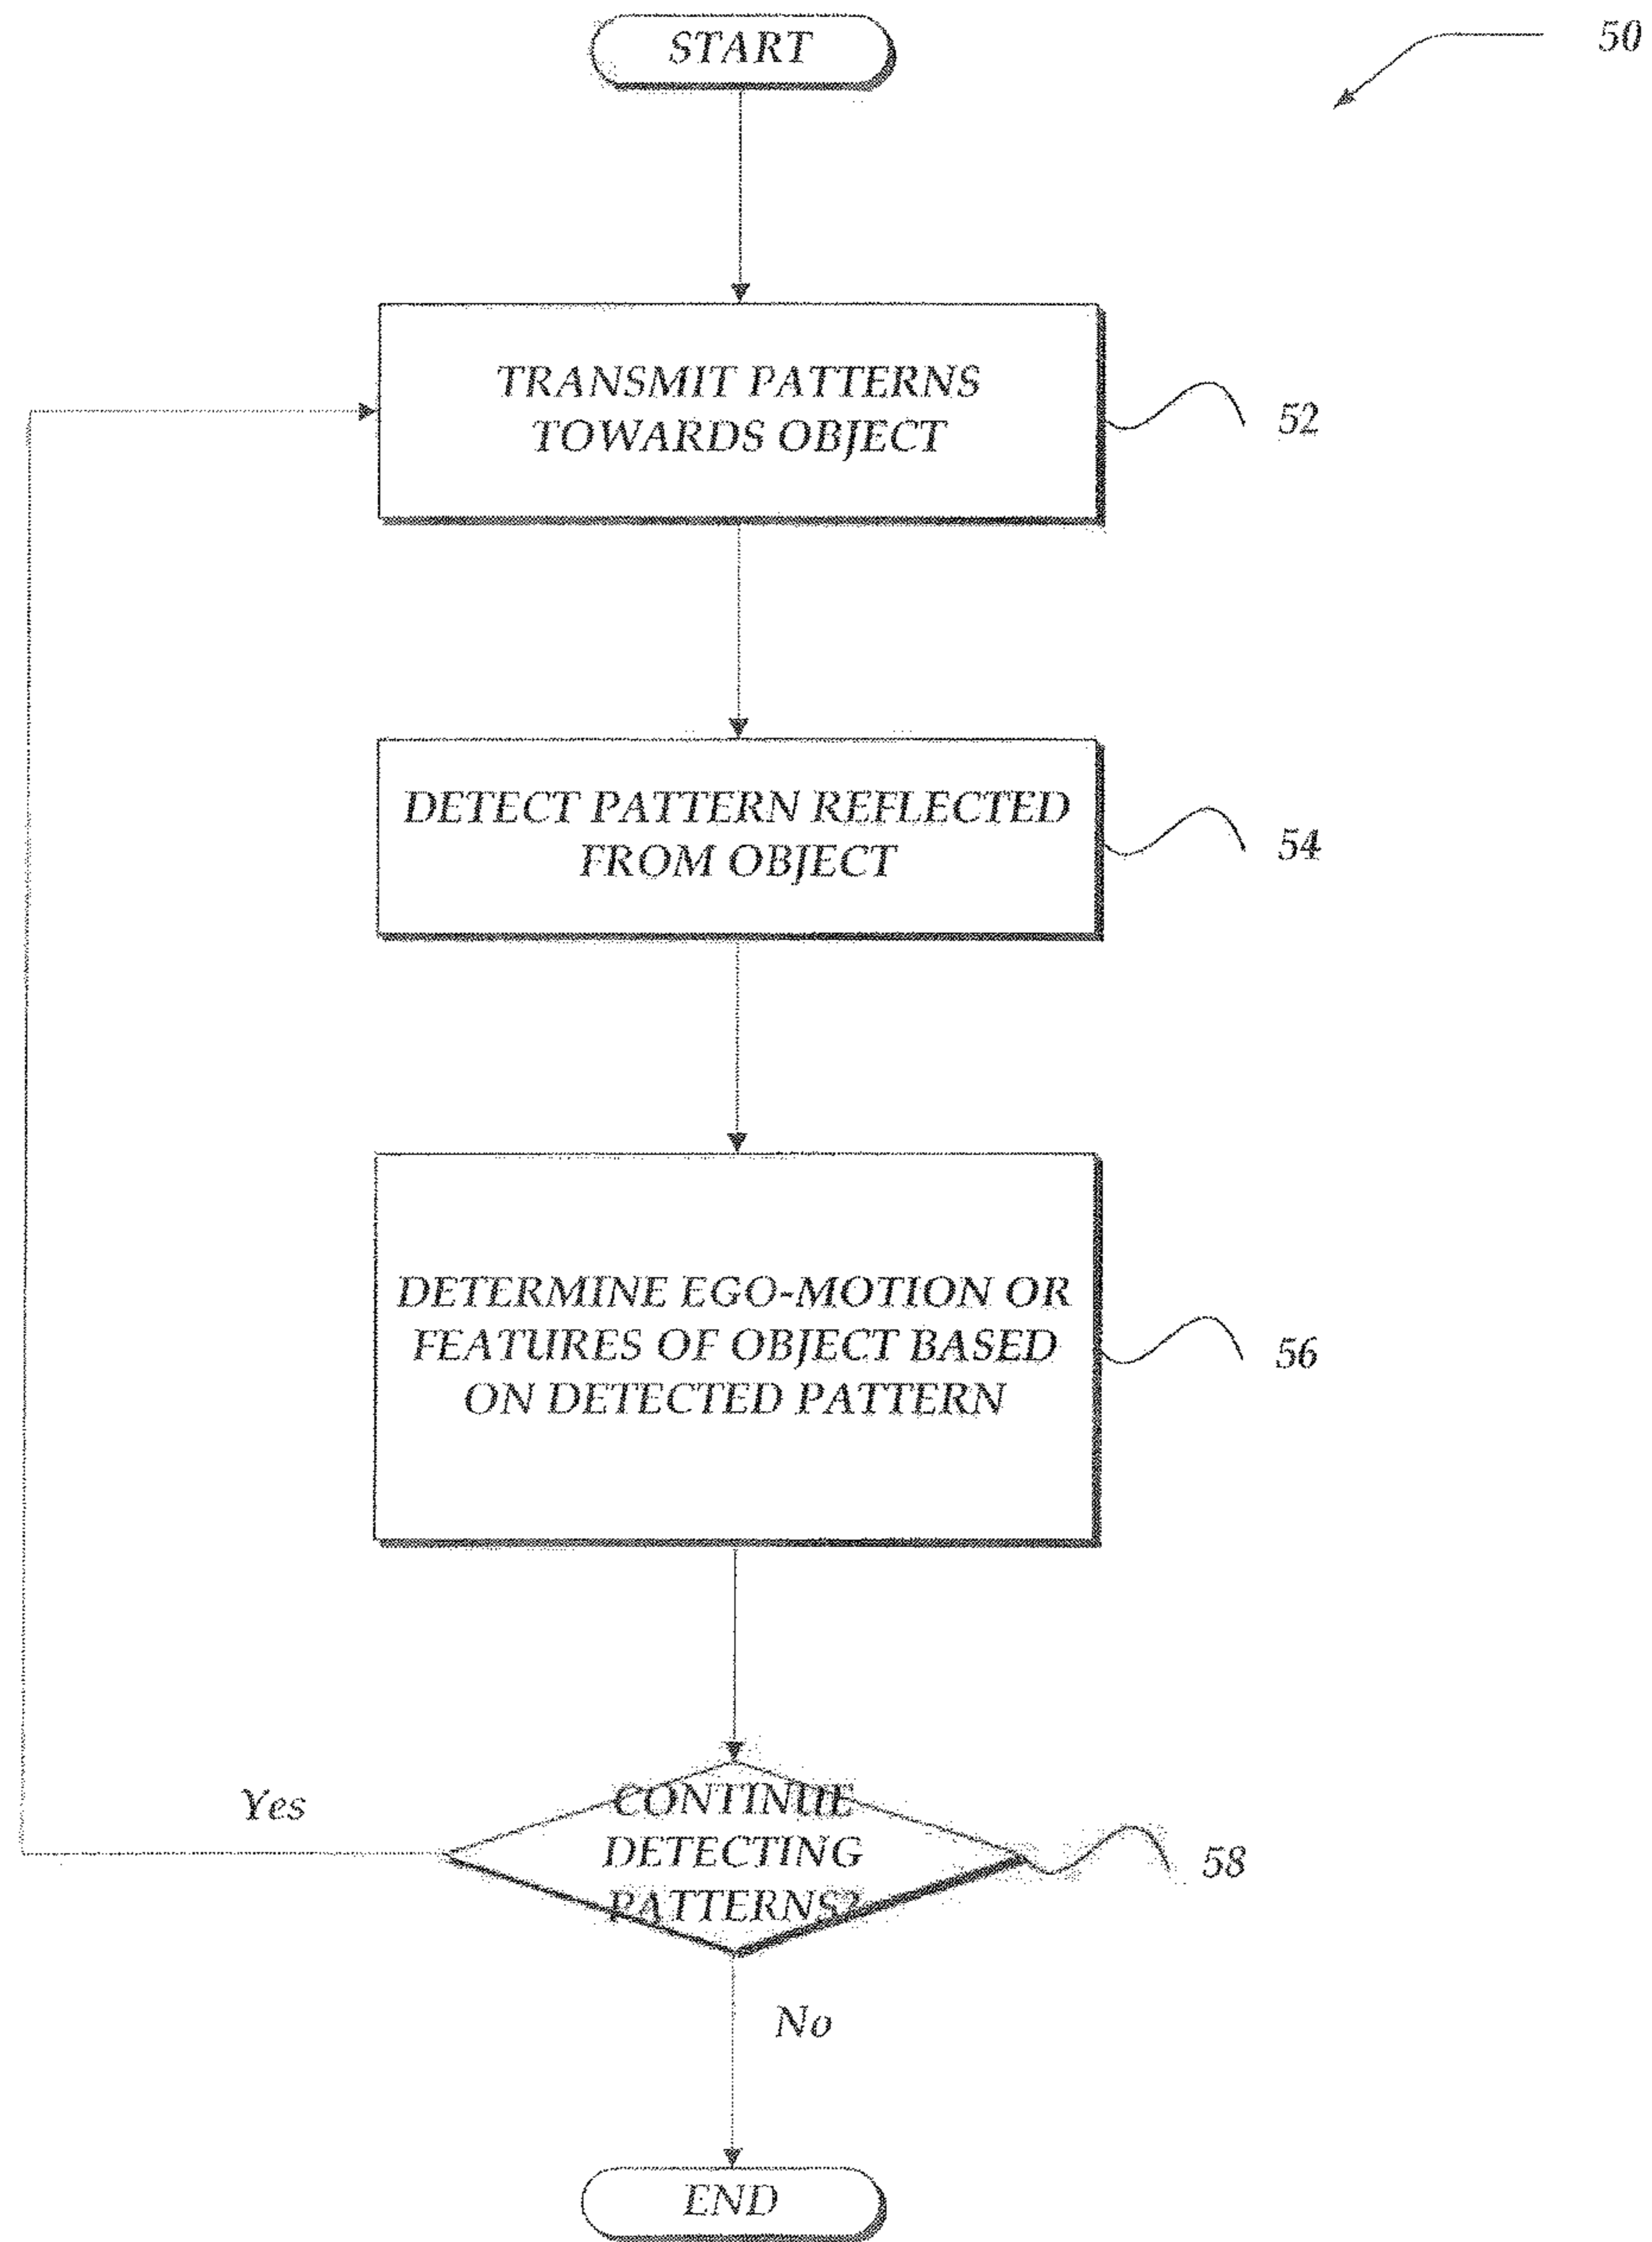 START
50
TRANSMIT PATTERNS
TOWARDS OBJECT
52
DETECT PATTERN REFLECTED
FROM OBJECT
54
DETERMINE EGO-MOTION OR
FEATURES OF OBJECT BASED
ON DETECTED PATTERN
56
CONTINUE
DETECTING
PATTERNS?
58
Yes
No
END